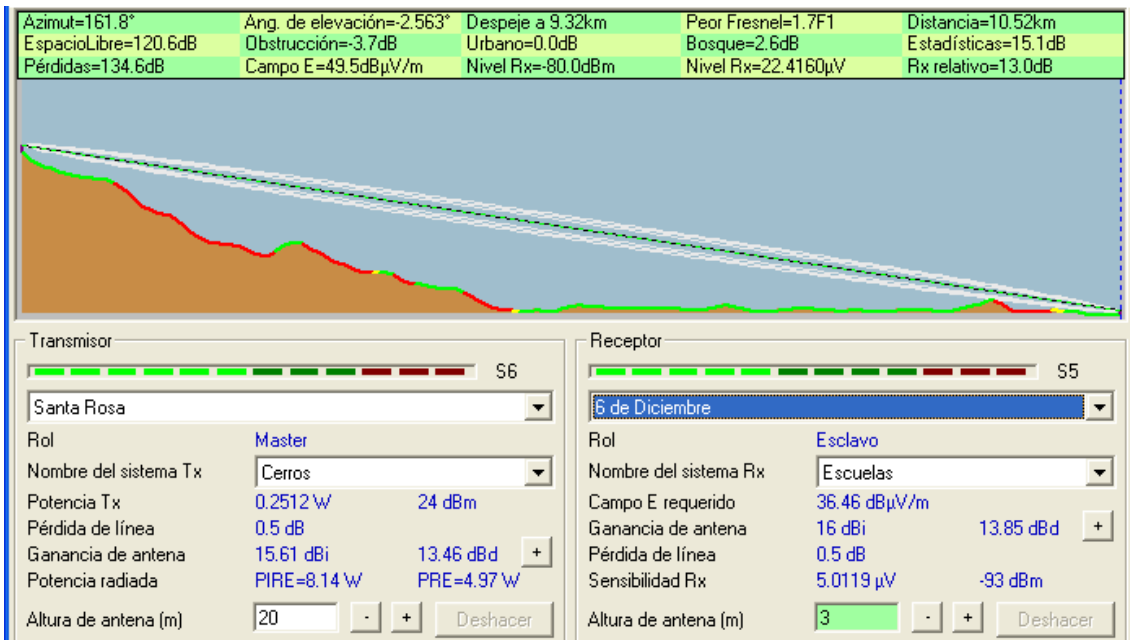 Azimut=161.8° Ang. de elevación=-2.563° Despeje a 9.32km Peor Fresnel=1.7F1 Distancia=10.52km
EspacioLibre=120.6dB Obstrucción=-3.7dB Urbano=0.0dB Bosque=2.6dB Estadísticas=15.1dB
Pérdidas=134.6dB Campo E=49.5dBµV/m Nivel Rx=-80.0dBm Nivel Rx=22.4160µV Rx relativo=13.0dB
Transmisor
S6
Santa Rosa
Rol Master
Nombre del sistema Tx Cerros
Potencia Tx 0.2512 W 24 dBm
Pérdida de línea 0.5 dB
Ganancia de antena 15.61 dBi 13.46 dBd +
Potencia radiada PIRE=8.14 W PRE=4.97 W
Altura de antena (m) 20 - + Deshacer
Receptor
S5
6 de Diciembre
Rol Esclavo
Nombre del sistema Rx Escuelas
Campo E requerido 36.46 dBµV/m
Ganancia de antena 16 dBi 13.85 dBd +
Pérdida de línea 0.5 dB
Sensibilidad Rx 5.0119 µV -93 dBm
Altura de antena (m) 3 - + Deshacer